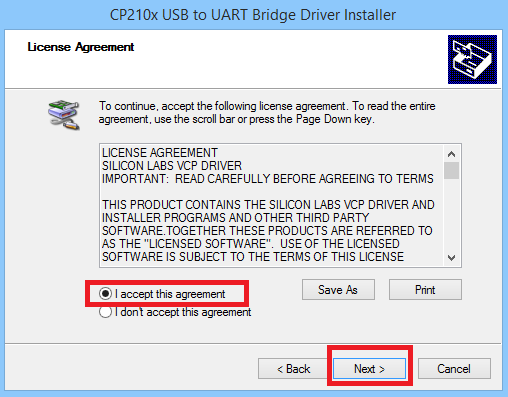 CP210x USB to UART Bridge Driver Installer
License Agreement
To continue, accept the following license agreement. To read the entire
agreement, use the scroll bar or press the Page Down key.
LICENSE AGREEMENT
SILICON LABS VCP DRIVER
IMPORTANT:  READ CAREFULLY BEFORE AGREEING TO TERMS
THIS PRODUCT CONTAINS THE SILICON LABS VCP DRIVER AND
INSTALLER PROGRAMS AND OTHER THIRD PARTY
SOFTWARE.TOGETHER THESE PRODUCTS ARE REFERRED TO
AS THE "LICENSED SOFTWARE".  USE OF THE LICENSED
SOFTWARE IS SUBJECT TO THE TERMS OF THIS LICENSE
I accept this agreement
Save As
Print
I don't accept this agreement
< Back
Next >
Cancel